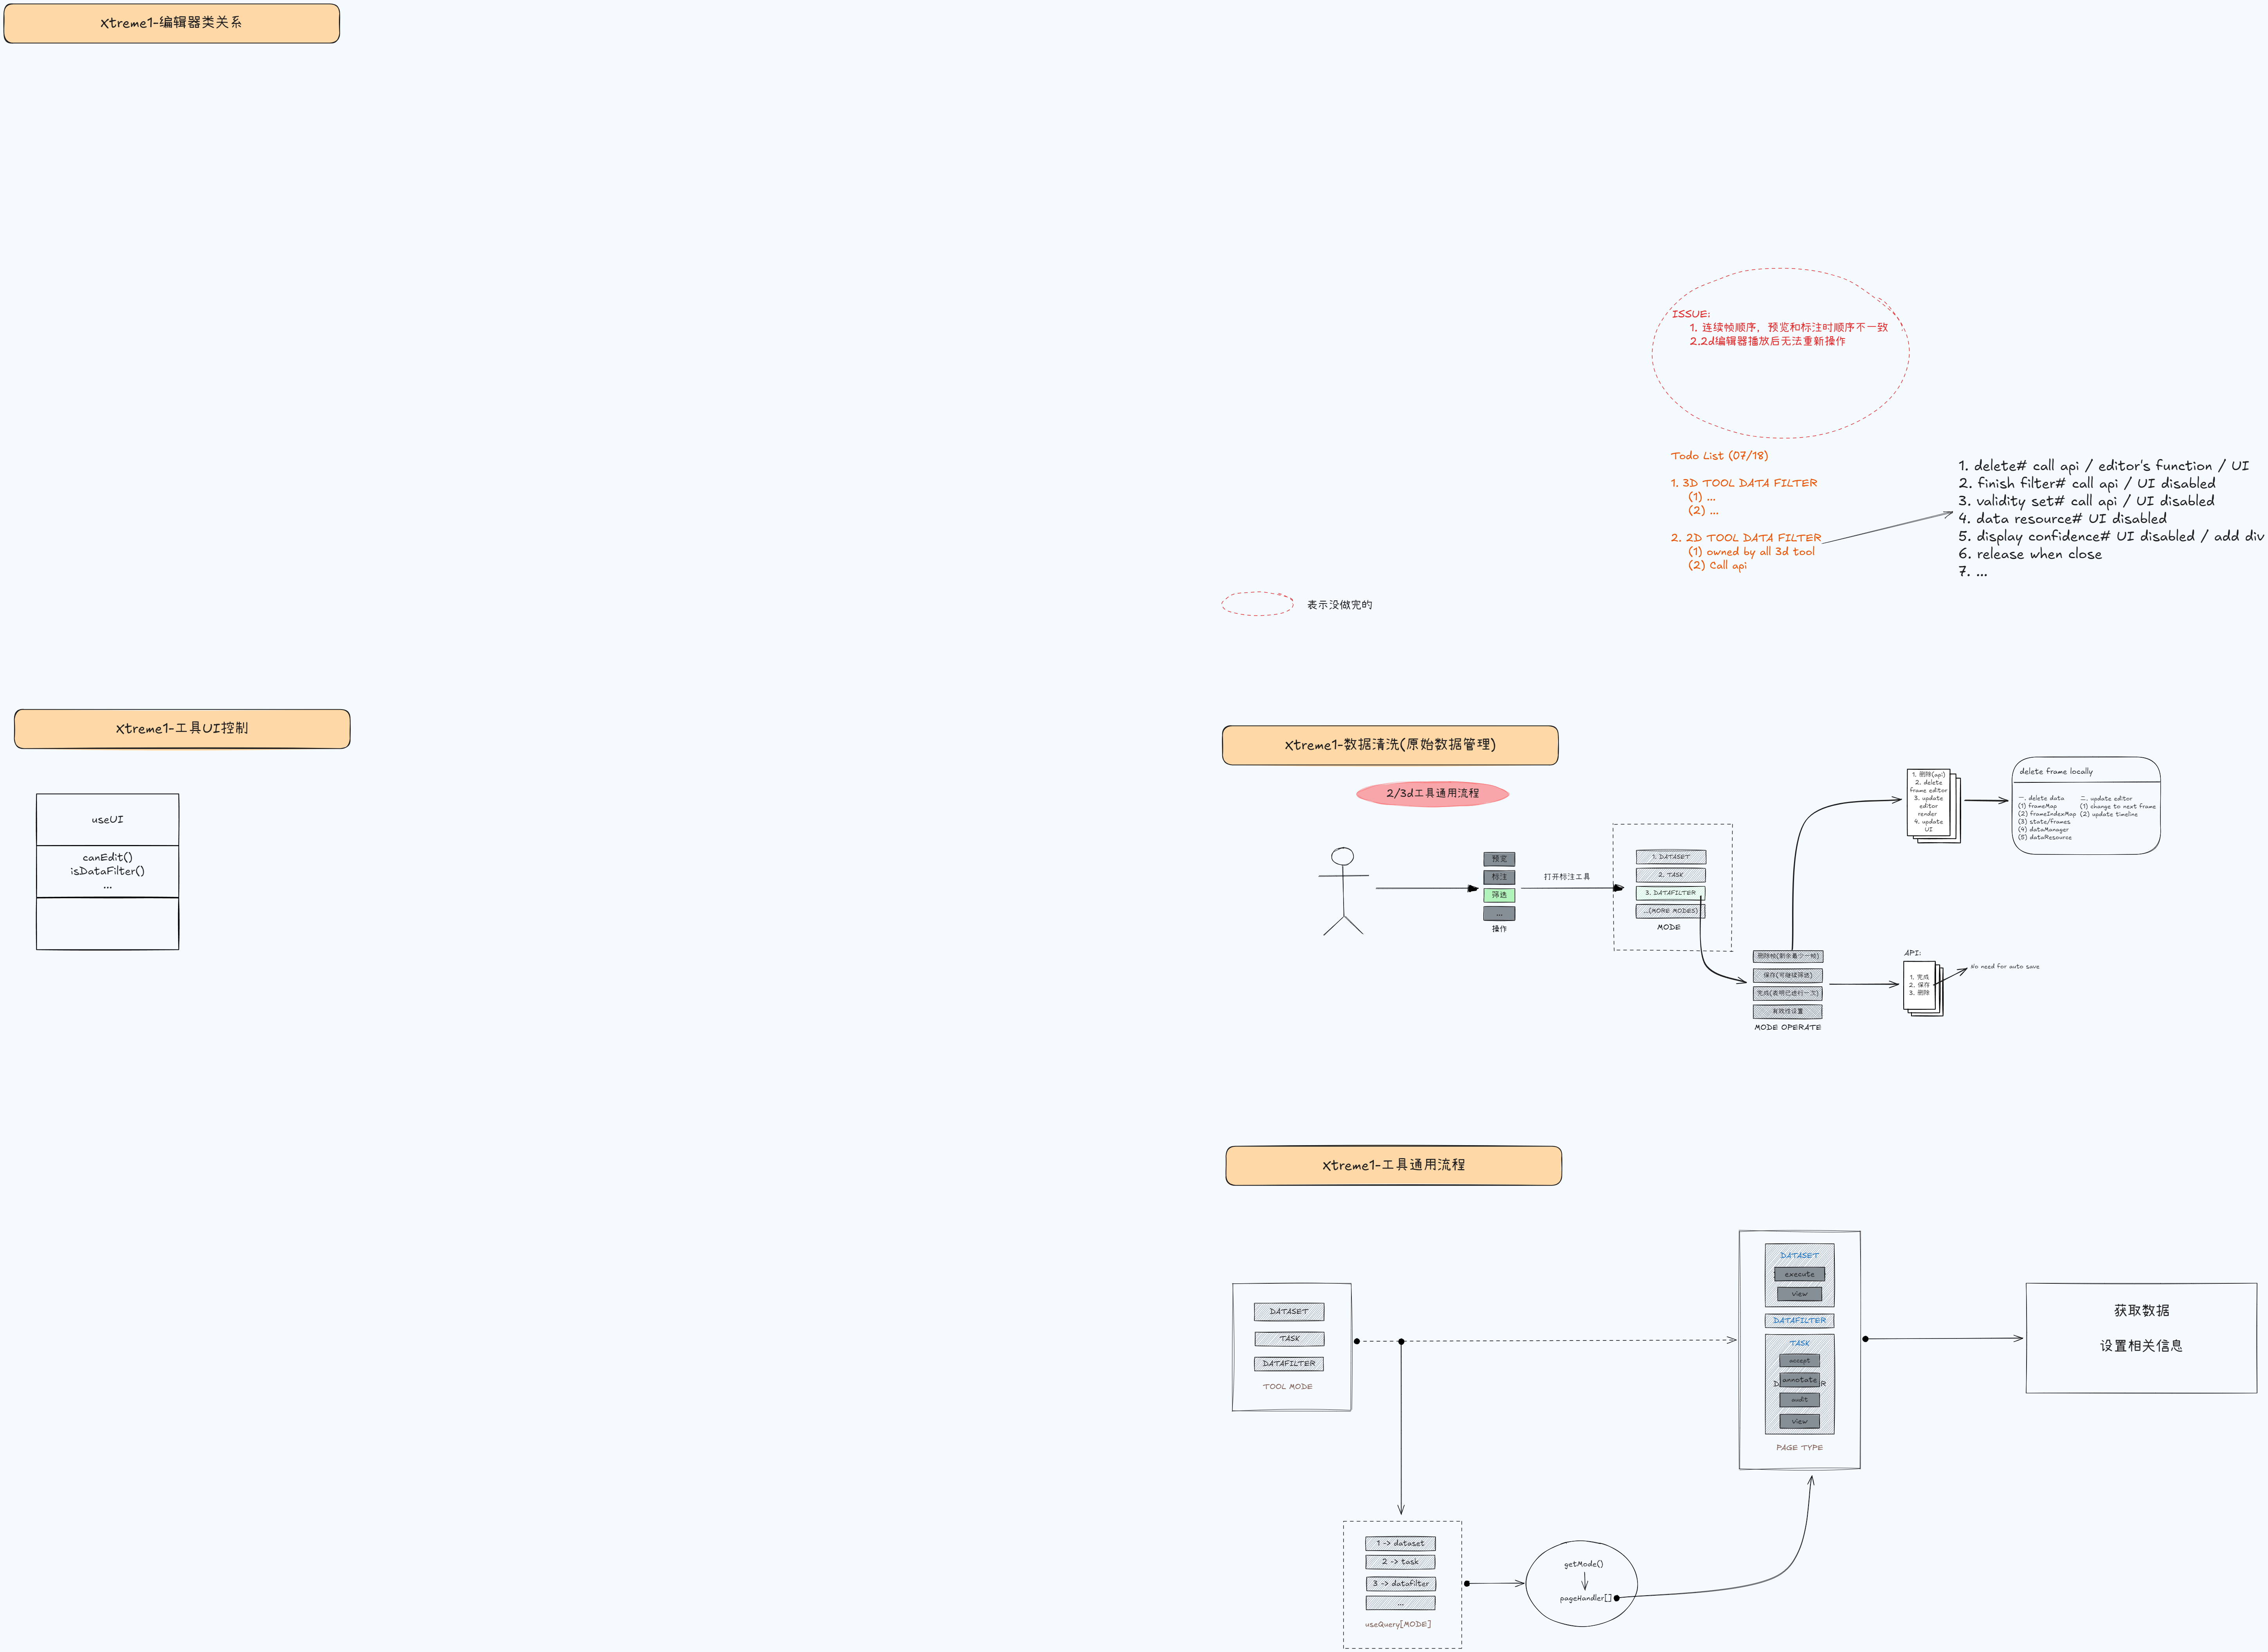 Xtreme1-编辑器类关系
ISSUE:
1. 连续帧顺序，预览和标注时顺序不一致
2.2d编辑器播放后无法重新操作
Todo List (07/18)
1. 3D TOOL DATA FILTER
(1) ...
(2) ...
2. 2D TOOL DATA FILTER
(1) owned by all 3d tool
(2) Call api
1. delete# call api / editor's function / UI
2. finish filter# call api / UI disabled
3. validity set# call api / UI disabled
4. data resource# UI disabled
5. display confidence# UI disabled / add div
6. release when close
7. ...
表示没做完的
Xtreme1-工具UI控制
useUI
canEdit()
isDataFilter()
...
Xtreme1-数据清洗(原始数据管理)
2/3d工具通用流程
预览
标注
筛选
...
操作
打开标注工具
1. DATASET
2. TASK
3. DATAFILTER
...(MORE MODES)
MODE
删除帧(剩余最少一帧)
保存(可继续筛选)
完成(表明已进行一次)
有效性设置
MODE OPERATE
1. 删除(api)
2. delete
frame editor
3. update
editor
render
4. update
UI
delete frame locally
一. delete data
(1) frameMap
(2) frameIndexMap
(3) state/frames
(4) dataManager
(5) dataResource
二. update editor
(1) change to next frame
(2) update timeline
API:
1. 完成
2. 保存
3. 删除
No need for auto save
Xtreme1-工具通用流程
DATASET
TASK
DATAFILTER
TOOL MODE
DATASET
execute
view
DATAFILTER
TASK
accept
annotate
audit
view
PAGE TYPE
获取数据
设置相关信息
1 -> dataset
2 -> task
3 -> datafilter
...
useQuery[MODE]
getMode()
pageHandler[]